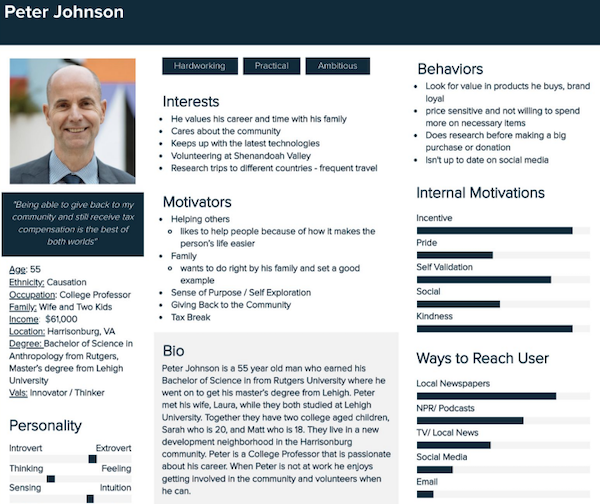 Peter Johnson
"Being able to give back to my
community and still receive tax
compensation is the best of
both worlds"
Age: 55
Ethnicity: Causation
Occupation: College Professor
Family: Wife and Two Kids
Income: $61,000
Location: Harrisonburg, VA
Degree: Bachelor of Science in
Anthropology from Rutgers,
Master's degree from Lehigh
University
Vals: Innovator / Thinker
Personality
Introvert Extrovert
Thinking Feeling
Sensing Intuition
Hardworking Practical Ambitious
Interests
• He values his career and time with his family
• Cares about the community
• Keeps up with the latest technologies
• Volunteering at Shenandoah Valley
• Research trips to different countries - frequent travel
Motivators
• Helping others
○ likes to help people because of how it makes the
person's life easier
• Family
○ wants to do right by his family and set a good
example
• Sense of Purpose / Self Exploration
• Giving Back to the Community
• Tax Break
Bio
Peter Johnson is a 55 year old man who earned his
Bachelor of Science in from Rutgers University where he
went on to get his master's degree from Lehigh. Peter
met his wife, Laura, while they both studied at Lehigh
University. Together they have two college aged children,
Sarah who is 20, and Matt who is 18. They live in a new
development neighborhood in the Harrisonburg
community. Peter is a College Professor that is passionate
about his career. When Peter is not at work he enjoys
getting involved in the community and volunteers when
he can.
Behaviors
• Look for value in products he buys, brand
loyal
• price sensitive and not willing to spend
more on necessary items
• Does research before making a big
purchase or donation
• Isn't up to date on social media
Internal Motivations
Incentive
Pride
Self Validation
Social
Kindness
Ways to Reach User
Local Newspapers
NPR/ Podcasts
TV/ Local News
Social Media
Email